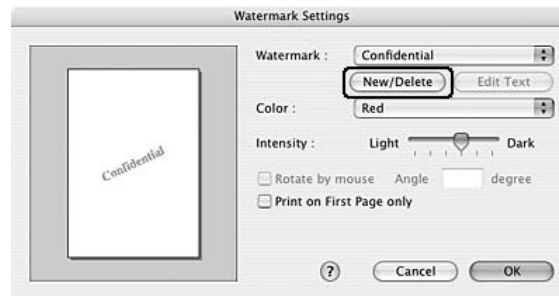 Watermark Settings
Watermark : Confidential
New/Delete Edit Text
Color : Red
Intensity : Light Dark
Rotate by mouse Angle degree
Print on First Page only
Confidential
? Cancel OK